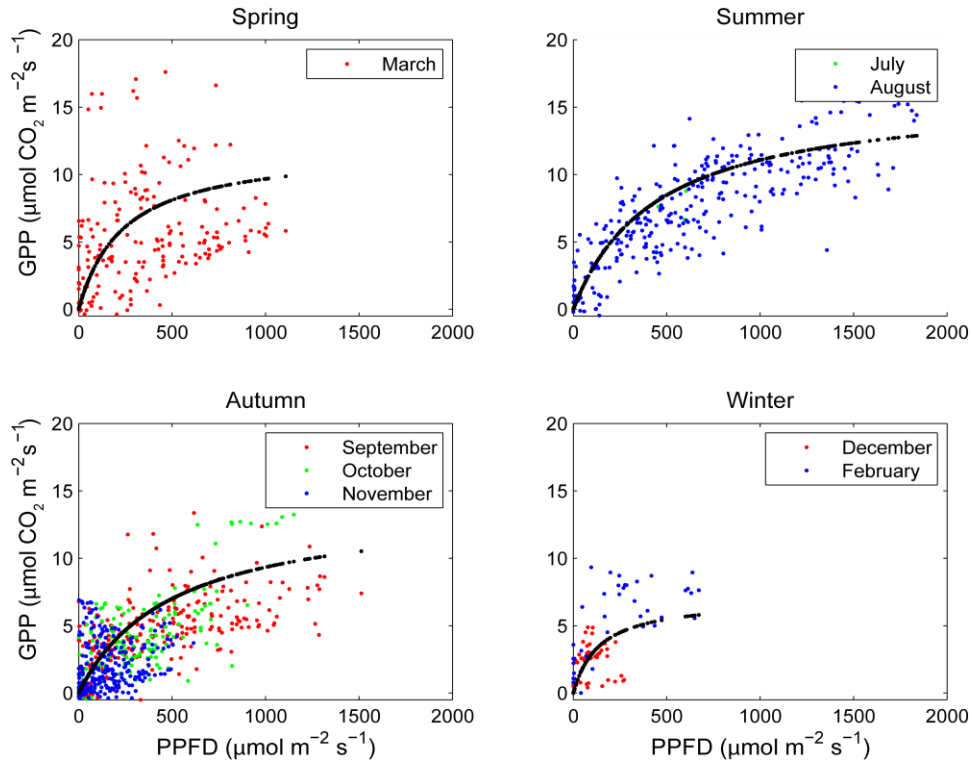 Spring
20
15
10
5
0
0 500 1000 1500 2000
GPP (μmol CO₂ m⁻²s⁻¹)
March
Summer
20
15
10
5
0
0 500 1000 1500 2000
July
August
Autumn
20
15
10
5
0
0 500 1000 1500 2000
GPP (μmol CO₂ m⁻²s⁻¹)
PPFD (μmol m⁻² s⁻¹)
September
October
November
Winter
20
15
10
5
0
0 500 1000 1500 2000
PPFD (μmol m⁻² s⁻¹)
December
February